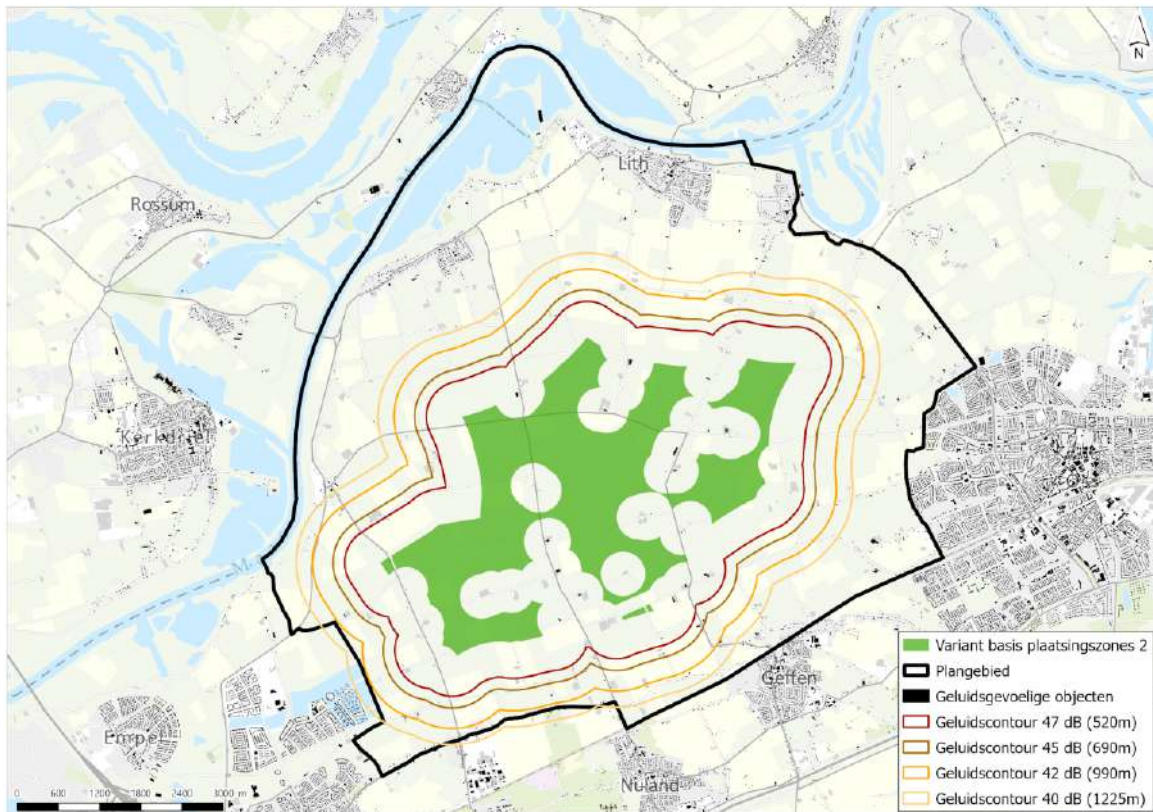 N
Lith
Rossum
Kerkdriel
M
Geffen
Empel
Nuland
0 600 1200 1800 2400 3000 m
Variant basis plaatsingszones 2
Plangebied
Geluidsgevoelige objecten
Geluidscontour 47 dB (520m)
Geluidscontour 45 dB (690m)
Geluidscontour 42 dB (990m)
Geluidscontour 40 dB (1225m)